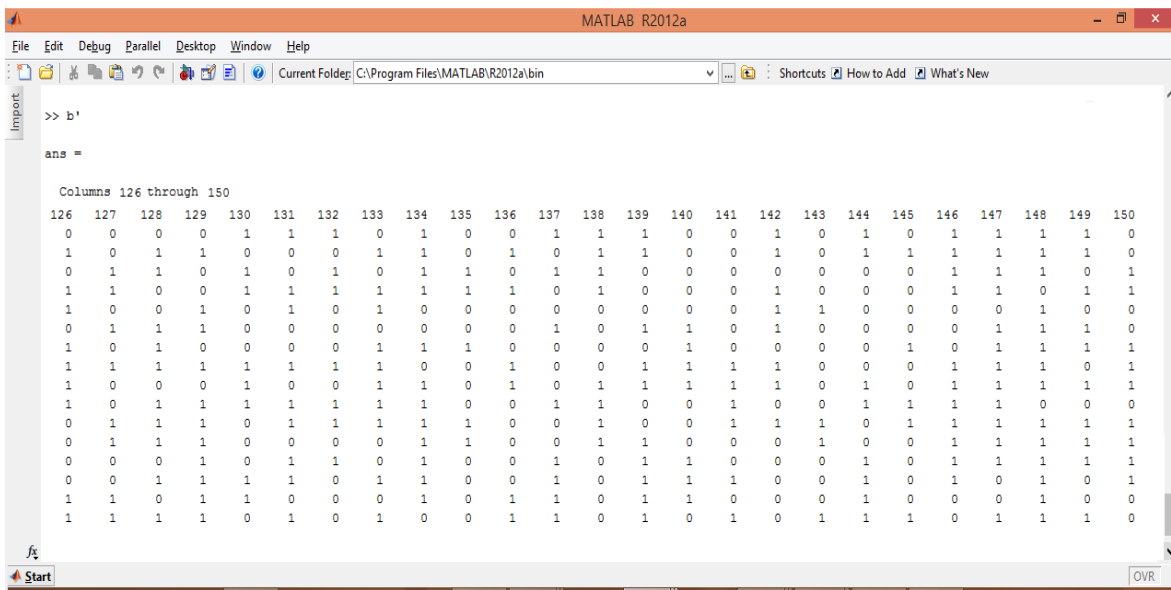 MATLAB R2012a
File Edit Debug Parallel Desktop Window Help
Current Folder: C:\Program Files\MATLAB\R2012a\bin ... Shortcuts How to Add What's New
Import
>> b'
ans =
Columns 126 through 150
126 127 128 129 130 131 132 133 134 135 136 137 138 139 140 141 142 143 144 145 146 147 148 149 150
0 0 0 0 1 1 1 0 1 0 0 1 1 1 0 0 1 0 1 0 1 1 1 1 0
1 0 1 1 0 0 0 1 1 0 1 0 1 1 0 0 1 0 1 1 1 1 1 1 0
0 1 1 0 1 0 1 0 1 1 0 1 1 0 0 0 0 0 0 0 1 1 1 0 1
1 1 0 0 1 1 1 1 1 1 1 0 1 0 0 0 1 0 0 0 1 1 0 1 1
1 0 0 1 0 1 0 1 0 0 0 0 0 0 0 0 1 1 0 0 0 0 1 0 0
0 1 1 1 0 0 0 0 0 0 0 1 0 1 1 0 1 0 0 0 0 1 1 1 0
1 0 1 0 0 0 0 1 1 1 0 0 0 0 1 0 0 0 0 1 0 1 1 1 1
1 1 1 1 1 1 1 1 0 0 1 0 0 1 1 1 1 0 0 0 1 1 1 0 1
1 0 0 0 1 0 0 1 1 0 1 0 1 1 1 1 1 0 1 0 1 1 1 1 1
1 0 1 1 1 1 1 1 1 0 0 1 1 0 0 1 0 0 1 1 1 1 0 0 0
0 1 1 1 0 1 1 1 1 1 0 0 1 0 0 1 1 1 0 1 1 1 1 1 1
0 1 1 1 0 0 0 0 1 1 0 0 1 1 0 0 0 1 0 0 1 1 1 1 1
0 0 0 1 0 1 1 0 1 0 0 1 0 1 1 0 0 0 1 0 1 1 1 1 1
0 0 1 1 1 1 0 1 1 0 0 1 0 1 1 1 0 0 1 0 1 0 1 0 1
1 1 0 1 1 0 0 0 1 0 1 1 0 1 1 0 0 0 1 0 0 0 1 0 0
1 1 1 1 0 1 0 1 0 0 1 1 0 1 0 1 0 1 1 1 0 1 1 1 0
fx
Start OVR